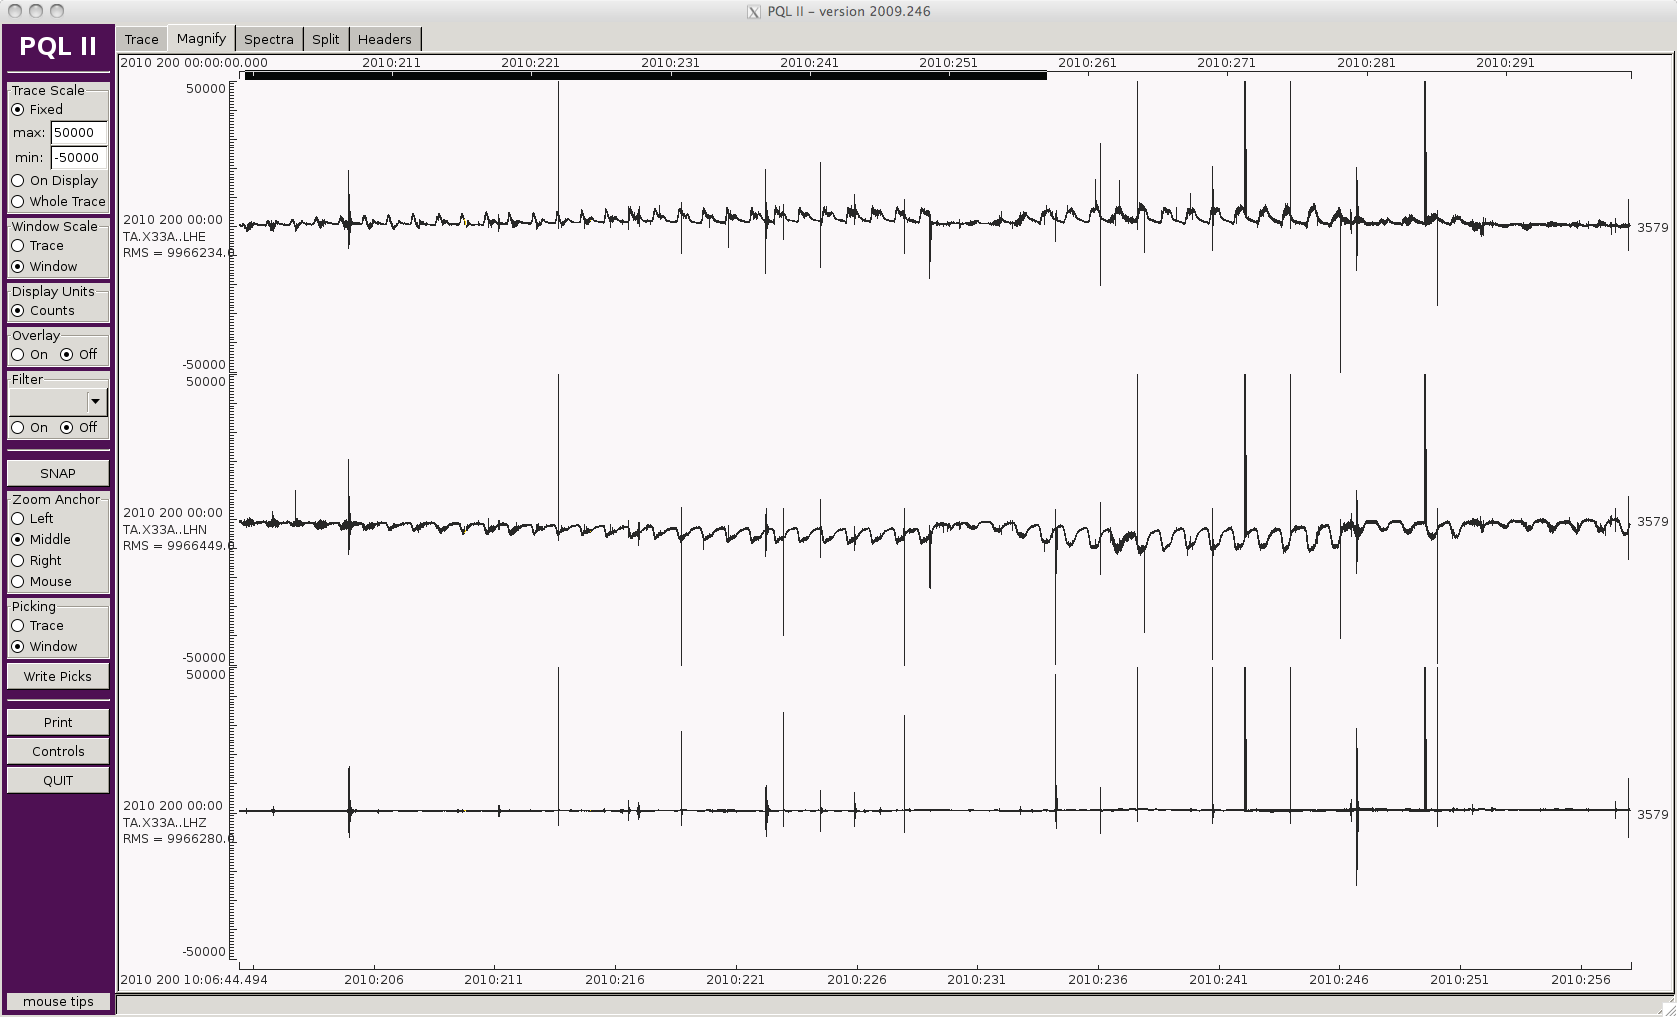 PQL II – version 2009.246
PQL II
Trace Magnify Spectra Split Headers
Trace Scale
Fixed
max: 50000
min: -50000
On Display
Whole Trace
Window Scale
Trace
Window
Display Units
Counts
Overlay
On Off
Filter
On Off
SNAP
Zoom Anchor
Left
Middle
Right
Mouse
Picking
Trace
Window
Write Picks
Print
Controls
QUIT
mouse tips
2010 200 00:00:00.000 2010:211 2010:221 2010:231 2010:241 2010:251 2010:261 2010:271 2010:281 2010:291
50000
2010 200 00:00
TA.X33A..LHE
RMS = 9966234.0
3579
-50000
50000
2010 200 00:00
TA.X33A..LHN
RMS = 9966449.0
3579
-50000
50000
2010 200 00:00
TA.X33A..LHZ
RMS = 9966280.0
3579
-50000
2010 200 10:06:44.494 2010:206 2010:211 2010:216 2010:221 2010:226 2010:231 2010:236 2010:241 2010:246 2010:251 2010:256